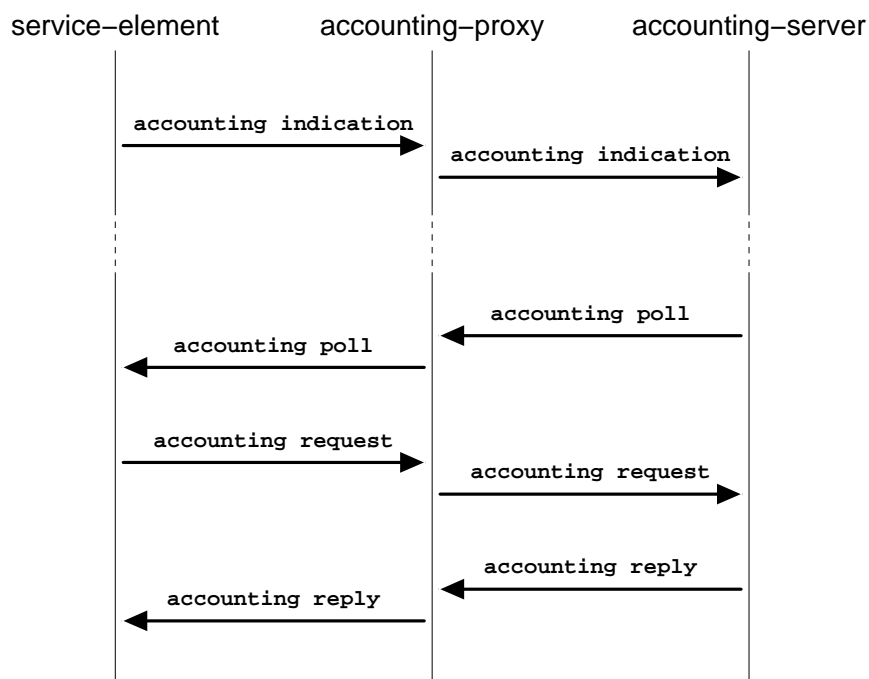 service−element accounting−proxy accounting−server
accounting indication
accounting indication
accounting poll
accounting poll
accounting request
accounting request
accounting reply
accounting reply